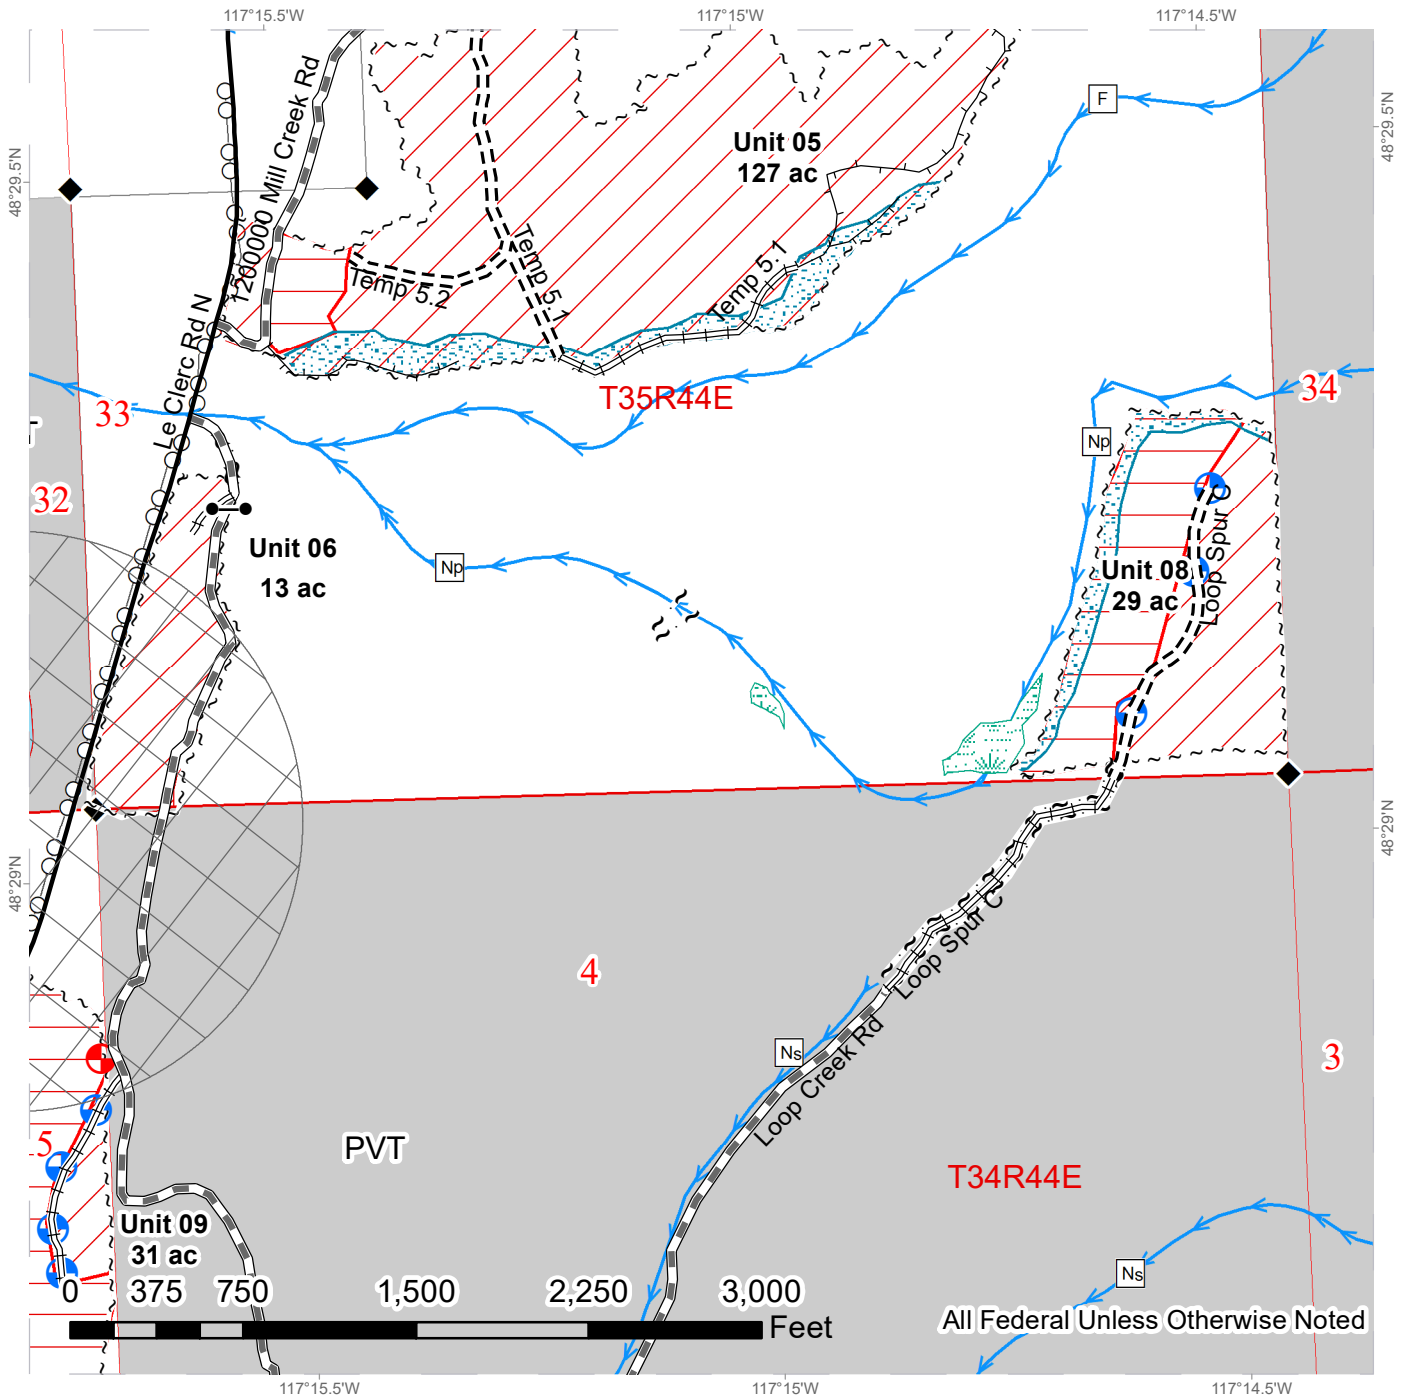 117°15.5'W
117°15'W
117°14.5'W
48°29.5'N
48°29.5'N
1200000 Mill Creek Rd
F
Unit 05
127 ac
Temp 5.1
Temp 5.2
Temp 5.1
Le Clerc Rd N
T35R44E
33
34
32
Np
Unit 06
13 ac
Np
Loop Spur C
Unit 08
29 ac
48°29'N
48°29'N
Loop Spur C
4
Ns
Loop Creek Rd
3
5
PVT
T34R44E
Unit 09
31 ac
Ns
0 375 750 1,500 2,250 3,000
Feet
All Federal Unless Otherwise Noted
117°15.5'W
117°15'W
117°14.5'W